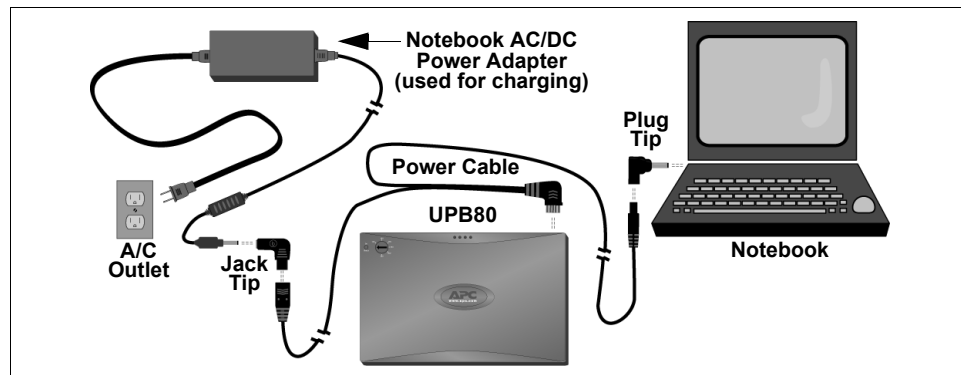 Notebook AC/DC
Power Adapter
(used for charging)
Plug
Tip
Power Cable
UPB80
A/C
Outlet
Jack
Tip
Notebook
APC